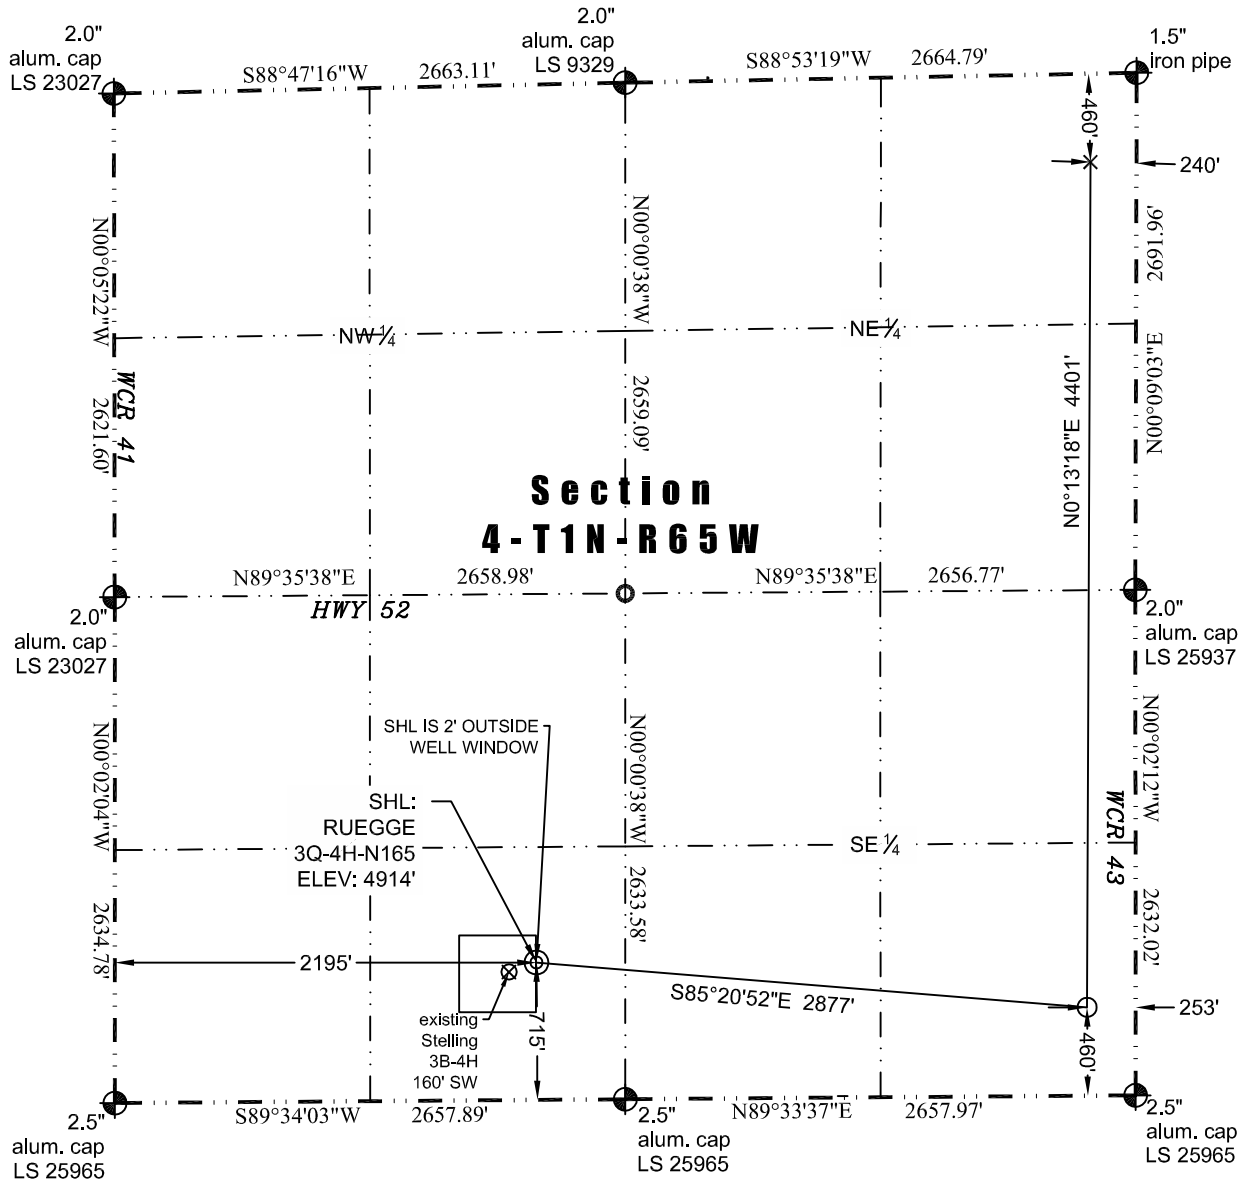 2.0"
alum. cap
LS 23027
S88°47'16"W 2663.11'
2.0"
alum. cap
LS 9329
S88°53'19"W 2664.79'
1.5"
iron pipe
460'
240'
N00°05'22"W 2621.60'
WCR 41
N00°00'38"W 2659.09'
2691.96' N00°09'03"E
NW ¼
NE ¼
N0°13'18"E 4401'
Section
4-T1N-R65W
N89°35'38"E 2658.98'
N89°35'38"E 2656.77'
HWY 52
2.0"
alum. cap
LS 23027
2.0"
alum. cap
LS 25937
N00°02'04"W 2634.78'
SHL IS 2' OUTSIDE
WELL WINDOW
N00°00'38"W 2633.58'
N00°02'12"W 2632.02'
WCR 43
SHL:
RUEGGE
3Q-4H-N165
ELEV: 4914'
SE ¼
2195'
S85°20'52"E 2877'
253'
existing
Stelling
3B-4H
160' SW
715'
460'
2.5"
alum. cap
LS 25965
S89°34'03"W 2657.89'
2.5"
alum. cap
LS 25965
N89°33'37"E 2657.97'
2.5"
alum. cap
LS 25965